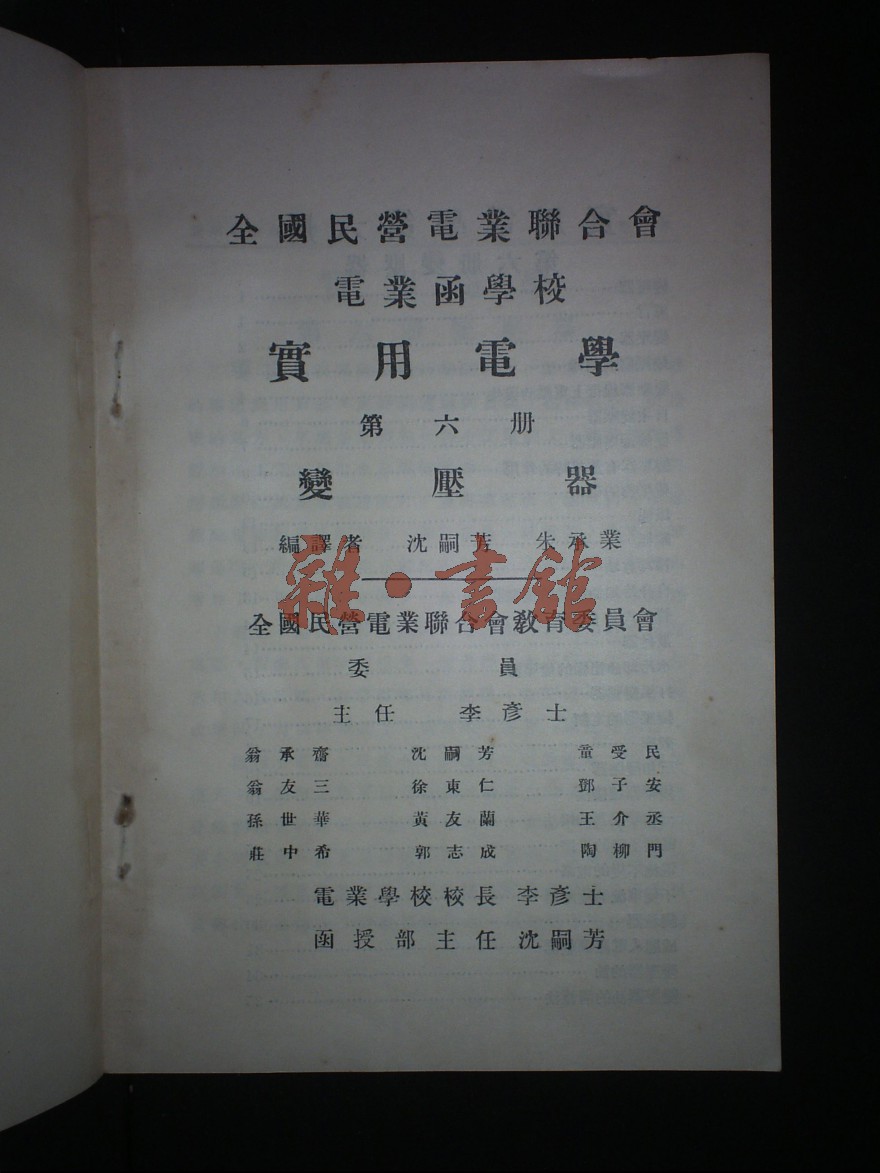 全國民營電業聯合會
電業函學校
實用電學
第六册
變壓器
編譯者 沈嗣芳 朱承業
雜·書館
全國民營電業聯合會教育委員會
委員
主任 李彥士
翁承齋 沈嗣芳 童受民
翁友三 徐東仁 鄧子安
孫世華 黃友蘭 王介丞
莊中希 郭志成 陶柳門
電業學校校長李彥士
函授部主任沈嗣芳